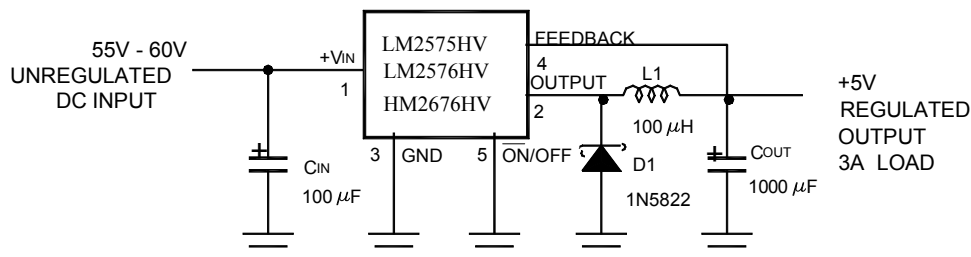 55V - 60V
UNREGULATED
DC INPUT
+VIN
1
LM2575HV
LM2576HV
HM2676HV
FEEDBACK
4
OUTPUT
2
L1
100 μH
+5V
REGULATED
OUTPUT
3A LOAD
3 GND
5 ON/OFF
+
CIN
100 μF
D1
1N5822
+
COUT
1000 μF